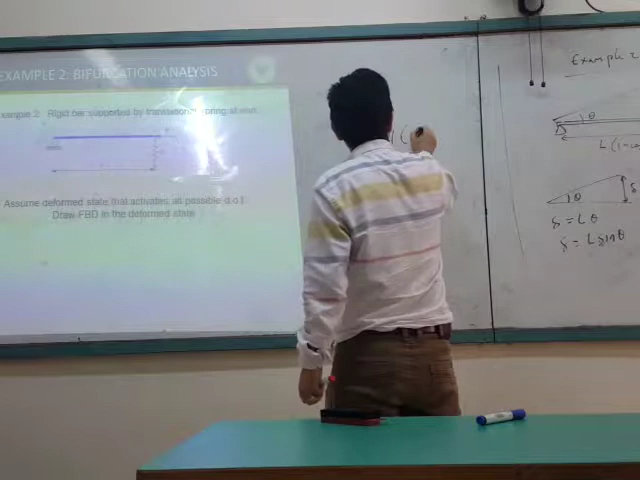 EXAMPLE 2: BIFURCATION ANALYSIS
Example 2: Rigid bar supported by translational spring at end.
Assume deformed state that activates all possible d.o.f.
Draw FBD in the deformed state
Example 2
θ
θ
δ
δ = Lθ
δ = L sinθ